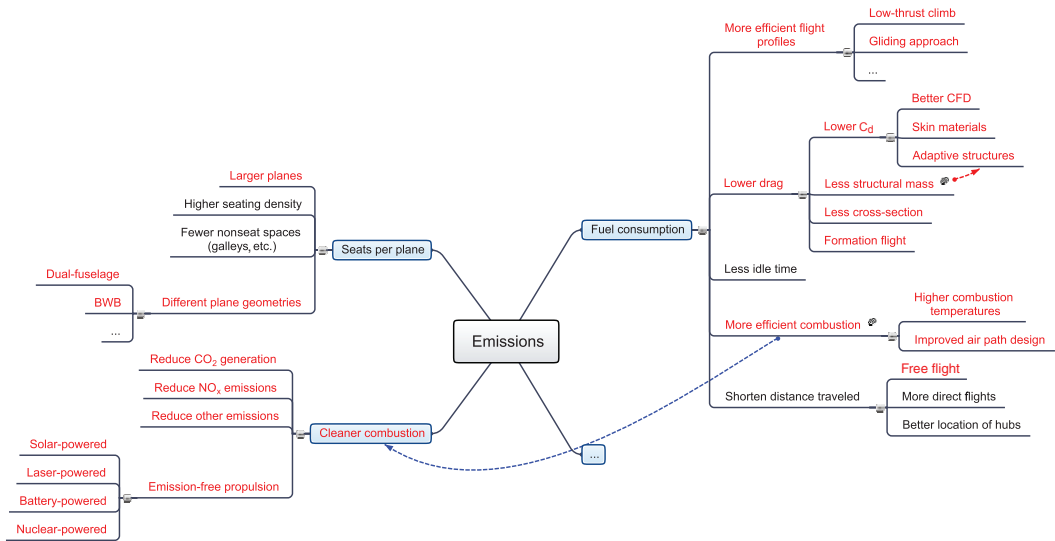 Emissions
Fuel consumption
More efficient flight
profiles
Low-thrust climb
Gliding approach
...
Lower drag
Lower Cd
Better CFD
Skin materials
Adaptive structures
Less structural mass
Less cross-section
Formation flight
Less idle time
More efficient combustion
Higher combustion
temperatures
Improved air path design
Shorten distance traveled
Free flight
More direct flights
Better location of hubs
...
Seats per plane
Larger planes
Higher seating density
Fewer nonseat spaces
(galleys, etc.)
Different plane geometries
Dual-fuselage
BWB
...
Cleaner combustion
Reduce CO2 generation
Reduce NOx emissions
Reduce other emissions
Emission-free propulsion
Solar-powered
Laser-powered
Battery-powered
Nuclear-powered